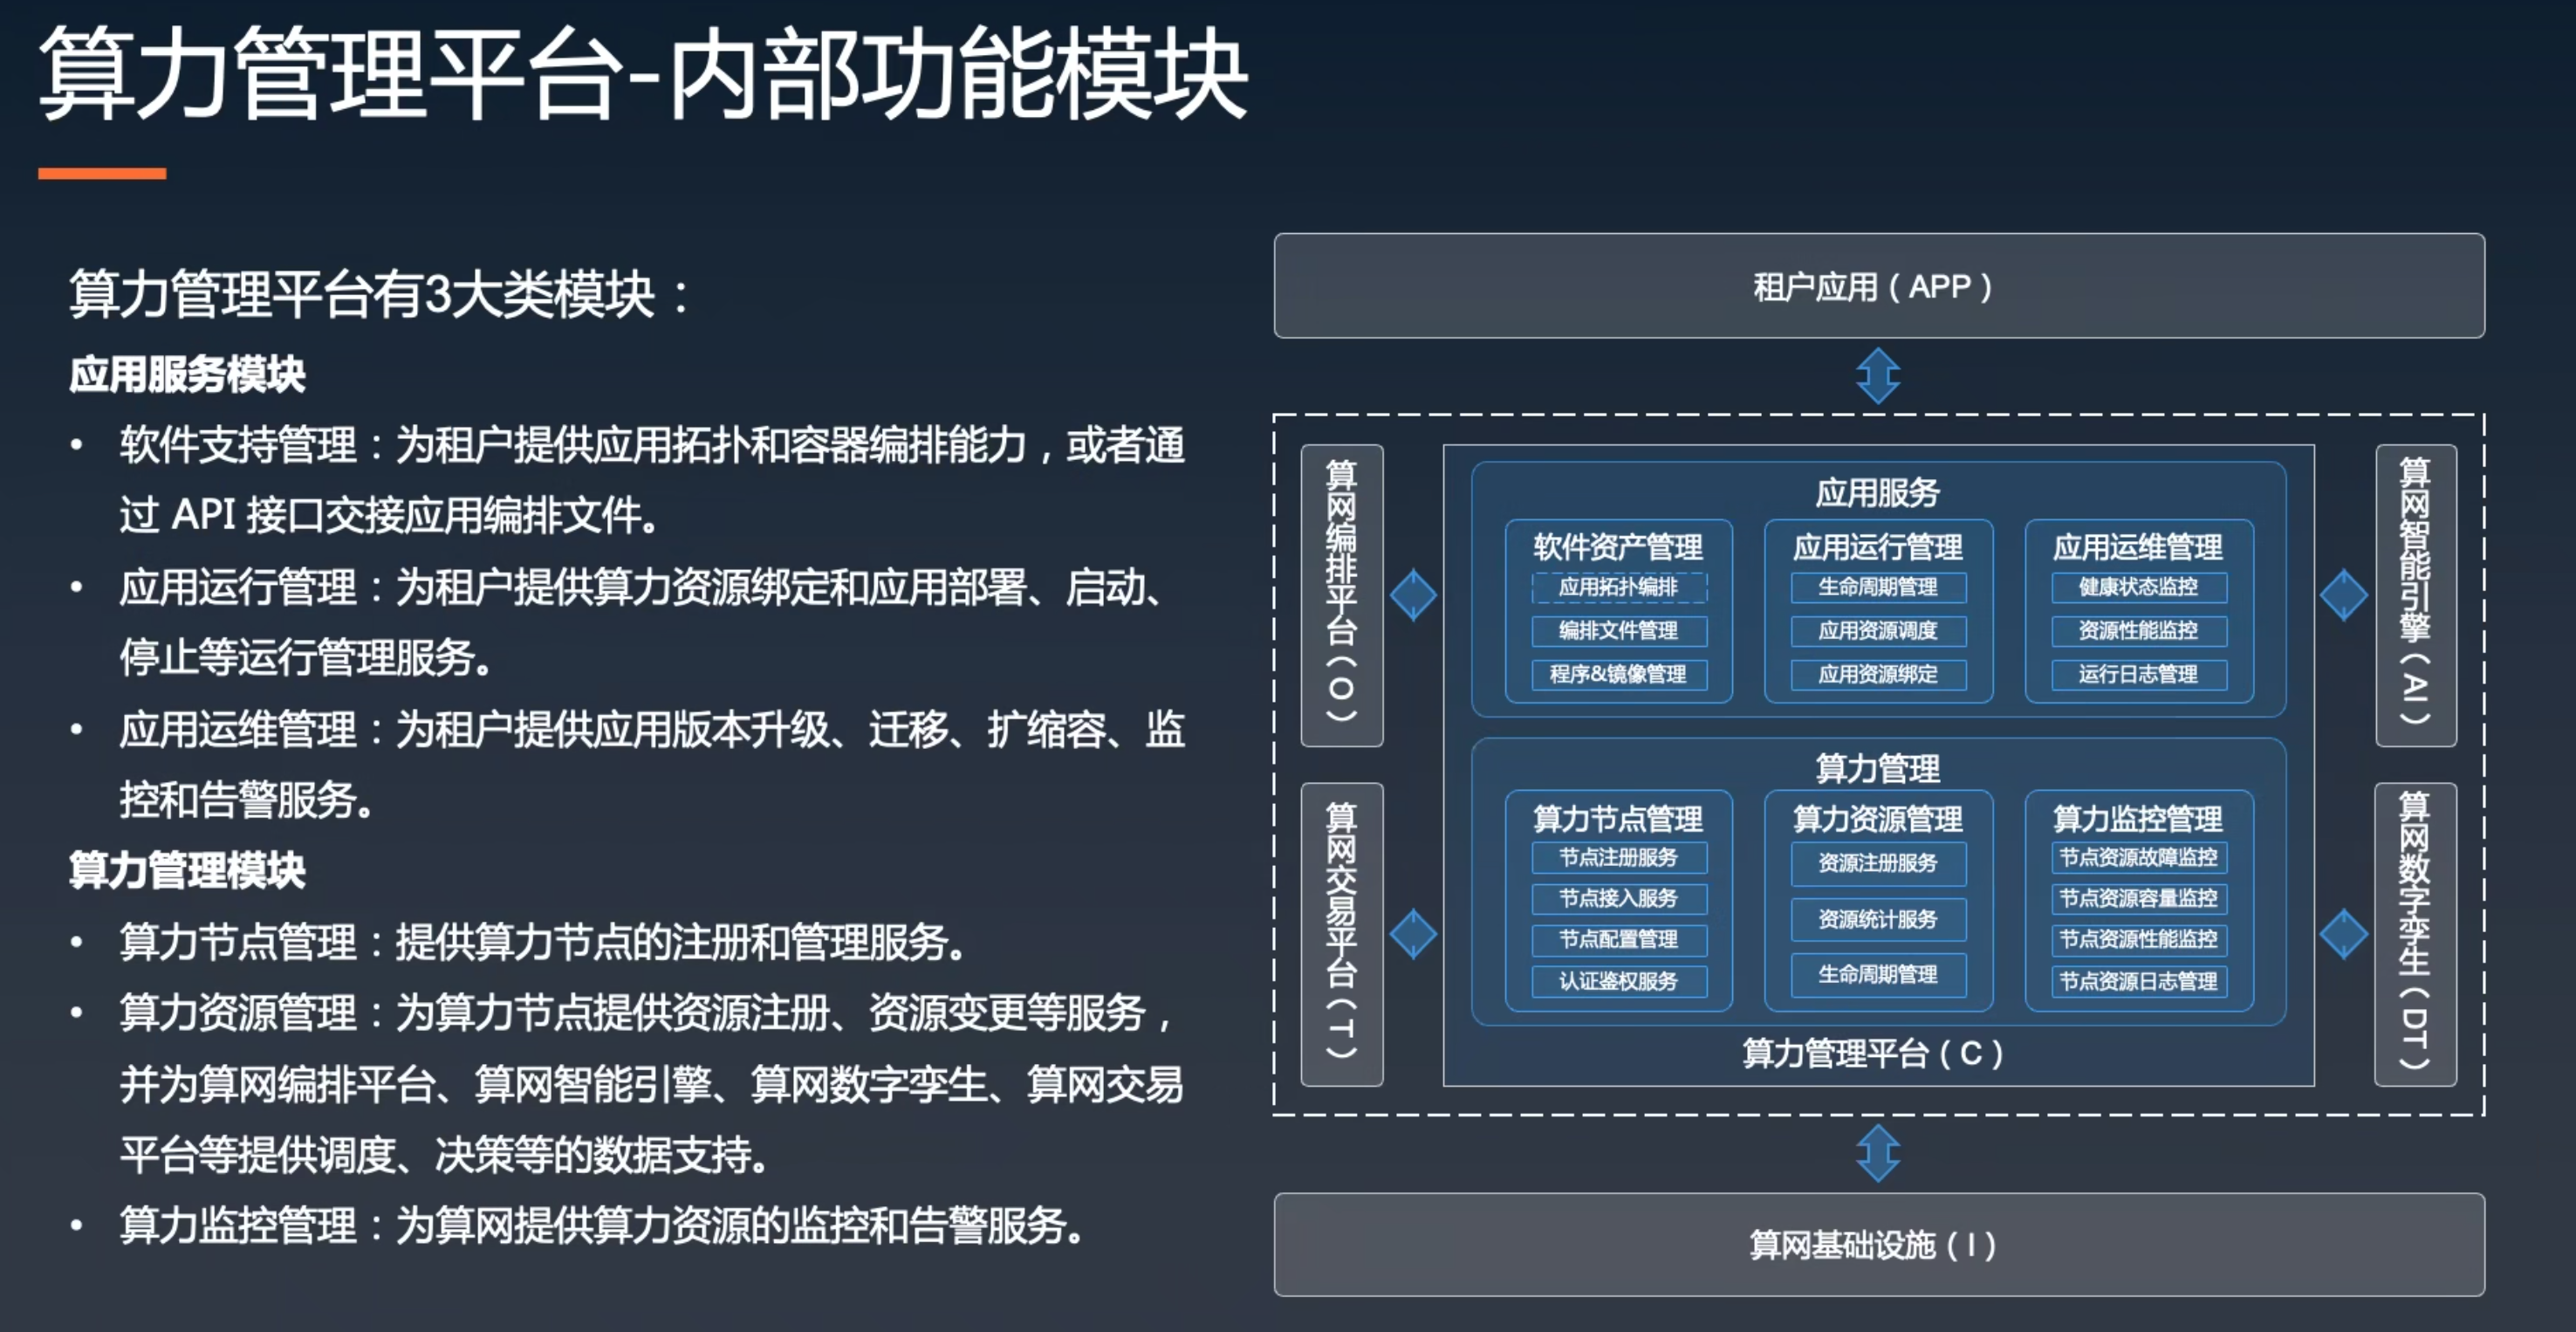 算力管理平台-内部功能模块
算力管理平台有3大类模块：
应用服务模块
• 软件支持管理：为租户提供应用拓扑和容器编排能力，或者通
过 API 接口交接应用编排文件。
• 应用运行管理：为租户提供算力资源绑定和应用部署、启动、
停止等运行管理服务。
• 应用运维管理：为租户提供应用版本升级、迁移、扩缩容、监
控和告警服务。
算力管理模块
• 算力节点管理：提供算力节点的注册和管理服务。
• 算力资源管理：为算力节点提供资源注册、资源变更等服务，
并为算网编排平台、算网智能引擎、算网数字孪生、算网交易
平台等提供调度、决策等的数据支持。
• 算力监控管理：为算网提供算力资源的监控和告警服务。
租户应用（APP）
算网编排平台（O）
算网交易平台（T）
应用服务
软件资产管理
应用拓扑编排
编排文件管理
程序&镜像管理
应用运行管理
生命周期管理
应用资源调度
应用资源绑定
应用运维管理
健康状态监控
资源性能监控
运行日志管理
算力管理
算力节点管理
节点注册服务
节点接入服务
节点配置管理
认证鉴权服务
算力资源管理
资源注册服务
资源统计服务
生命周期管理
算力监控管理
节点资源故障监控
节点资源容量监控
节点资源性能监控
节点资源日志管理
算力管理平台（C）
算网智能引擎（AI）
算网数字孪生（DT）
算网基础设施（I）